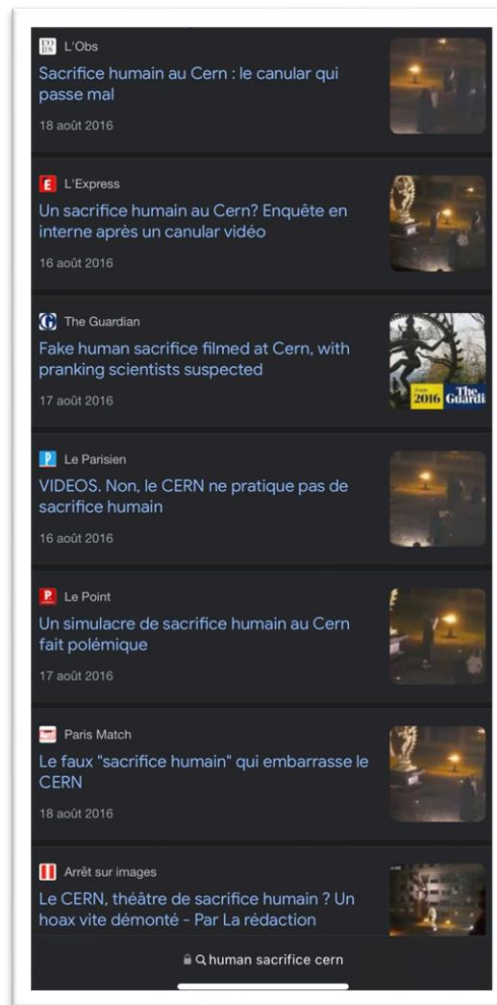 L'Obs
Sacrifice humain au Cern : le canular qui
passe mal
18 août 2016
L'Express
Un sacrifice humain au Cern? Enquête en
interne après un canular vidéo
16 août 2016
The Guardian
Fake human sacrifice filmed at Cern, with
pranking scientists suspected
17 août 2016
2016 The
Guardi
Le Parisien
VIDEOS. Non, le CERN ne pratique pas de
sacrifice humain
16 août 2016
Le Point
Un simulacre de sacrifice humain au Cern
fait polémique
17 août 2016
Paris Match
Le faux "sacrifice humain" qui embarrasse le
CERN
18 août 2016
Arrêt sur images
Le CERN, théâtre de sacrifice humain ? Un
hoax vite démonté - Par La rédaction
human sacrifice cern